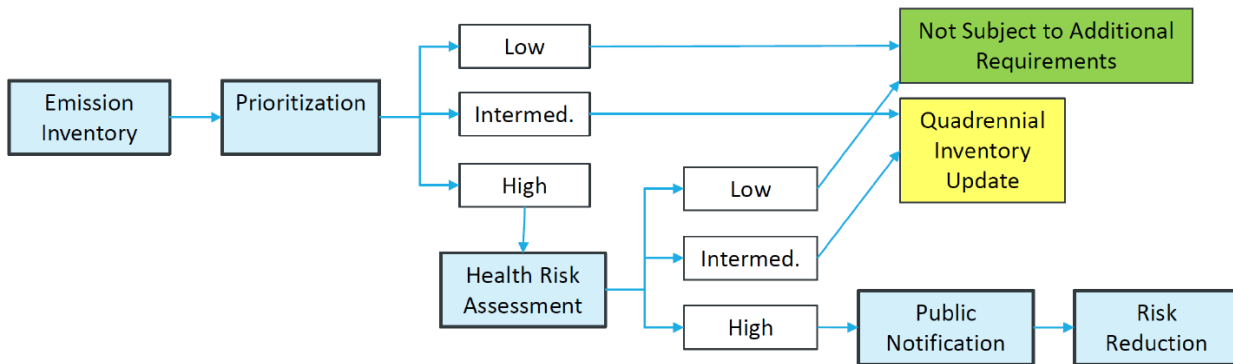 Emission
Inventory
Prioritization
Low
Intermed.
High
Not Subject to Additional
Requirements
Quadrennial
Inventory
Update
Health Risk
Assessment
Low
Intermed.
High
Public
Notification
Risk
Reduction